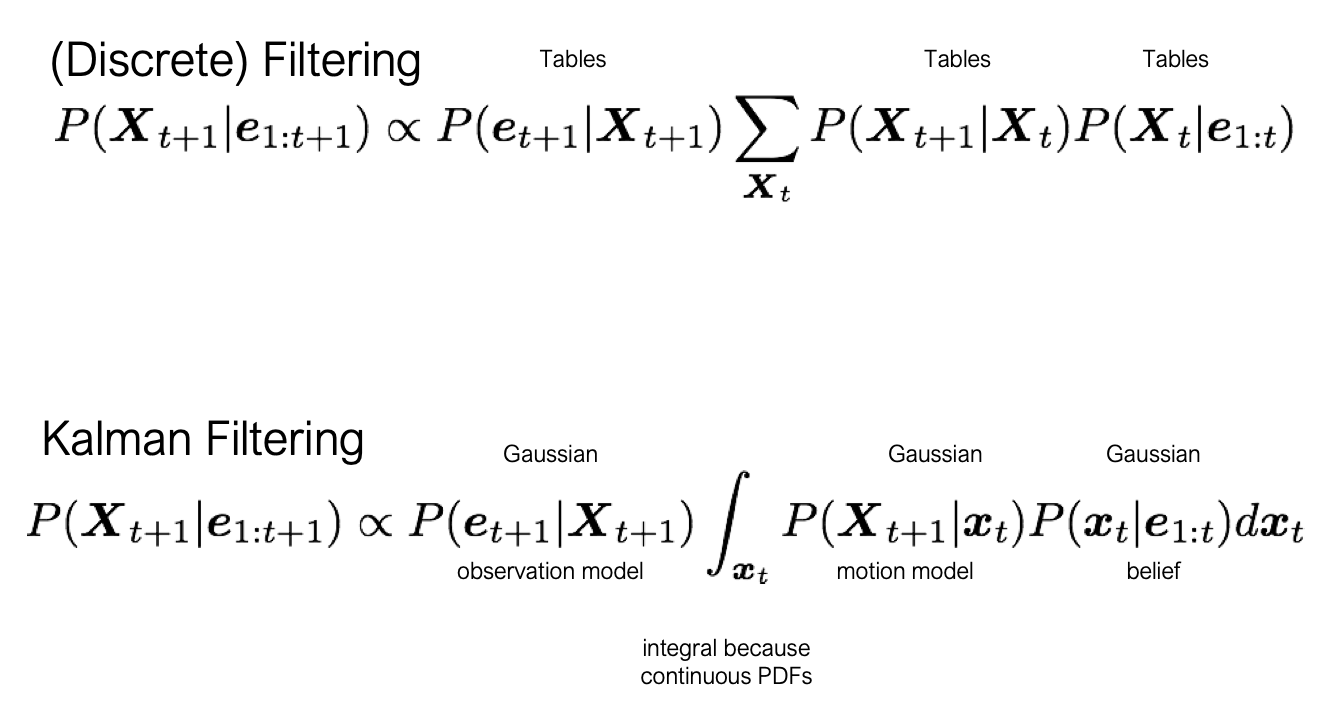 (Discrete) Filtering
Tables Tables Tables
P(X_{t+1}|e_{1:t+1}) ∝ P(e_{t+1}|X_{t+1}) ∑_{X_t} P(X_{t+1}|X_t)P(X_t|e_{1:t})
Kalman Filtering
Gaussian Gaussian Gaussian
P(X_{t+1}|e_{1:t+1}) ∝ P(e_{t+1}|X_{t+1}) ∫_{x_t} P(X_{t+1}|x_t)P(x_t|e_{1:t})dx_t
observation model motion model belief
integral because
continuous PDFs